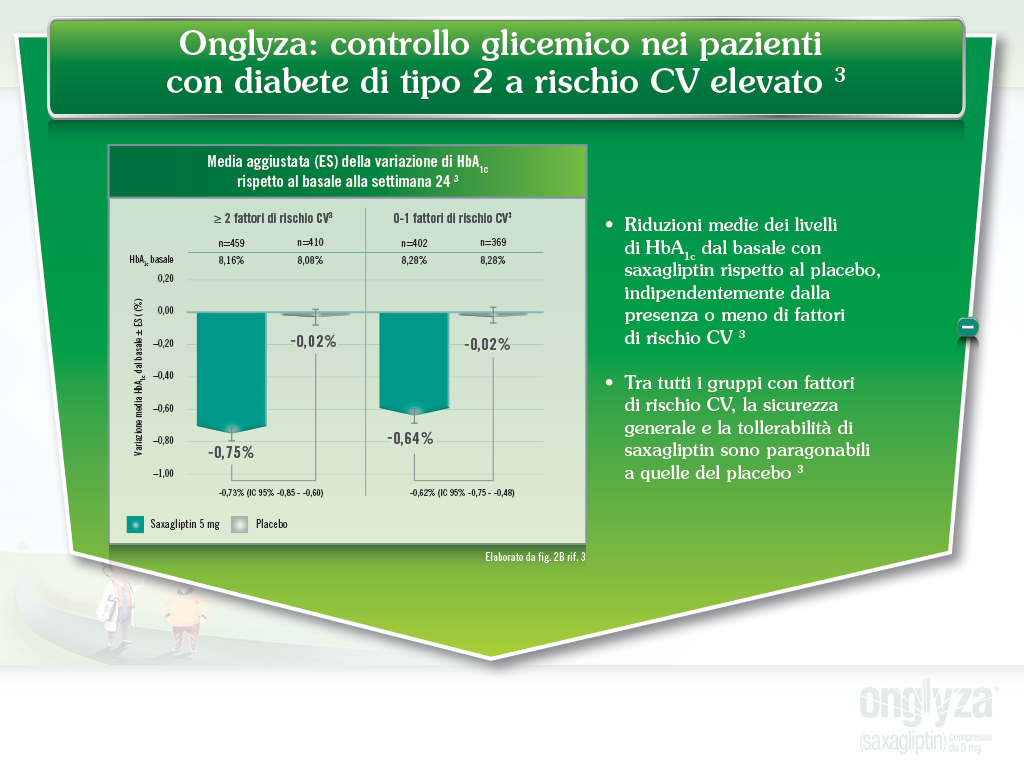 Onglyza: controllo glicemico nei pazienti
con diabete di tipo 2 a rischio CV elevato 3
Media aggiustata (ES) della variazione di HbA1c
rispetto al basale alla settimana 24 3
≥ 2 fattori di rischio CV3 0-1 fattori di rischio CV3
n=459 n=410 n=402 n=369
HbA1c basale 8,16% 8,08% 8,28% 8,28%
Variazione media HbA1c dal basale ± ES ( (%)
0,20
0,00
–0,20
–0,40
–0,60
–0,80
–1,00
-0,02% -0,02%
-0,64%
-0,75%
-0,73% (IC 95% -0,85 - -0,60) -0,62% (IC 95% -0,75 - -0,48)
Saxagliptin 5 mg Placebo
Elaborato da fig. 2B rif. 3
• Riduzioni medie dei livelli
di HbA1c dal basale con
saxagliptin rispetto al placebo,
indipendentemente dalla
presenza o meno di fattori
di rischio CV 3
• Tra tutti i gruppi con fattori
di rischio CV, la sicurezza
generale e la tollerabilità di
saxagliptin sono paragonabili
a quelle del placebo 3
onglyza®
(saxagliptin) compresse
da 5 mg